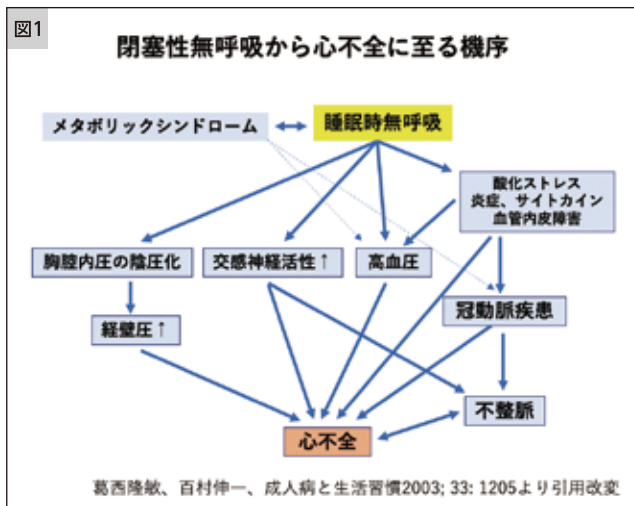 図1
閉塞性無呼吸から心不全に至る機序
メタボリックシンドローム
睡眠時無呼吸
酸化ストレス
炎症、サイトカイン
血管内皮障害
胸腔内圧の陰圧化
交感神経活性↑
高血圧
経壁圧↑
冠動脈疾患
不整脈
心不全
葛西隆敏、百村伸一、成人病と生活習慣2003; 33: 1205より引用改変